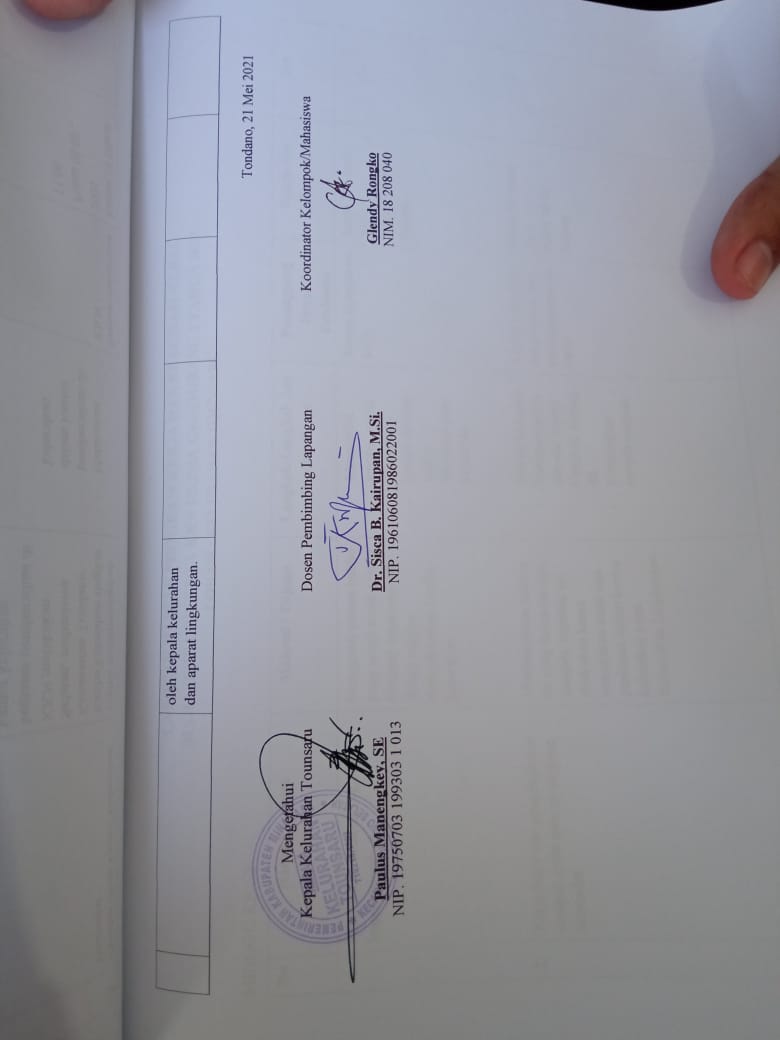 oleh kepala kelurahan
dan aparat lingkungan.
Tondano, 21 Mei 2021
Mengetahui
Kepala Kelurahan Tounsaru
Paulus Manengkey, SE
NIP. 19750703 199303 1 013
Dosen Pembimbing Lapangan
Dr. Sisca B. Kairupan, M.Si.
NIP. 196106081986022001
Koordinator Kelompok/Mahasiswa
Glendy Rongko
NIM. 18 208 040
PEMERINTAH KABUPATEN
KELURAHAN
TOUNSARU